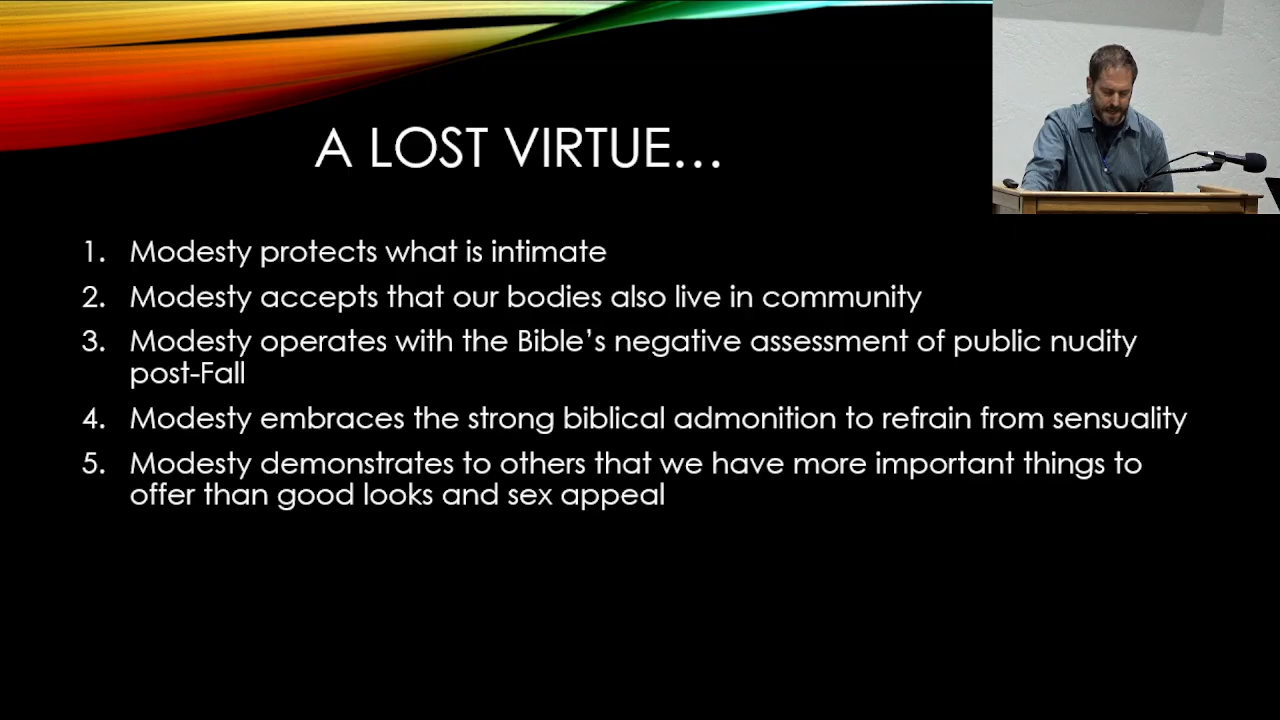 A LOST VIRTUE...
1. Modesty protects what is intimate
2. Modesty accepts that our bodies also live in community
3. Modesty operates with the Bible’s negative assessment of public nudity
post-Fall
4. Modesty embraces the strong biblical admonition to refrain from sensuality
5. Modesty demonstrates to others that we have more important things to
offer than good looks and sex appeal